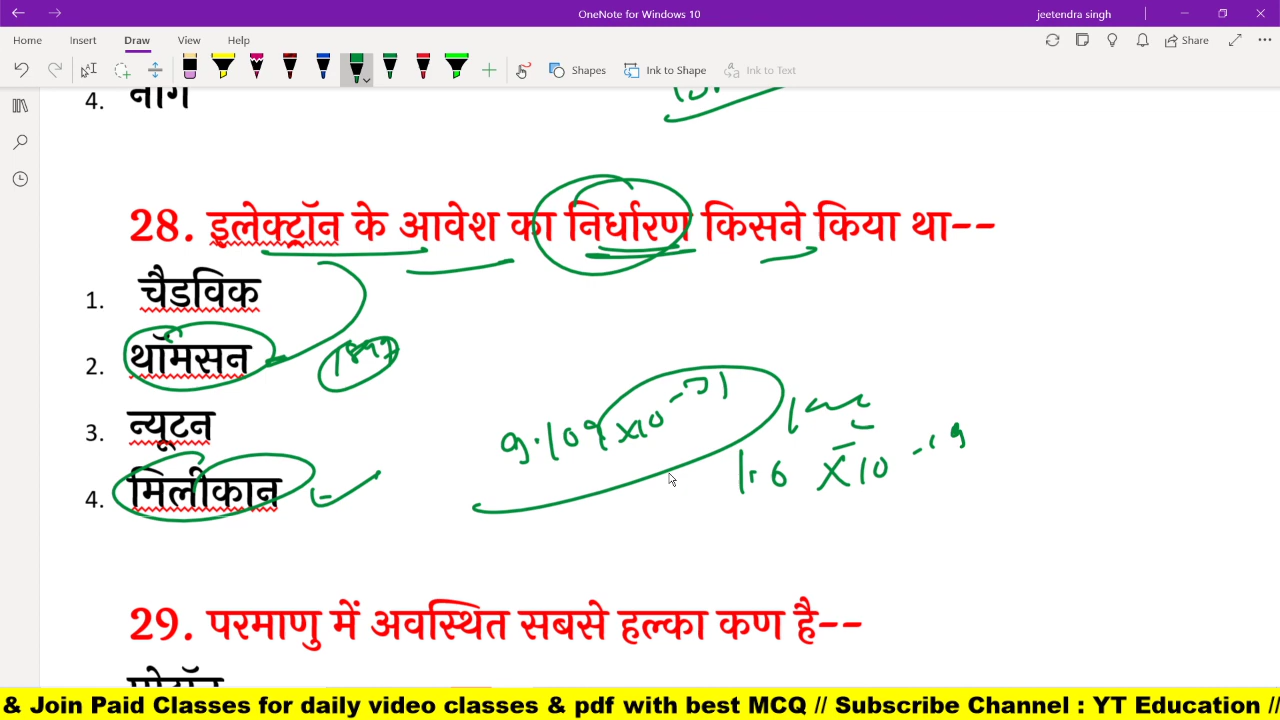 OneNote for Windows 10
jeetendra singh
Home Insert Draw View Help
Share
Shapes Ink to Shape Ink to Text
4. नाग
28. इलेक्ट्रॉन के आवेश का निर्धारण किसने किया था--
1. चैडविक
2. थॉमसन
1897
3. न्यूटन
9.109 ×10⁻³¹
1.6 ×10⁻¹⁹
4. मिलीकान
29. परमाणु में अवस्थित सबसे हल्का कण है--
& Join Paid Classes for daily video classes & pdf with best MCQ // Subscribe Channel : YT Education //